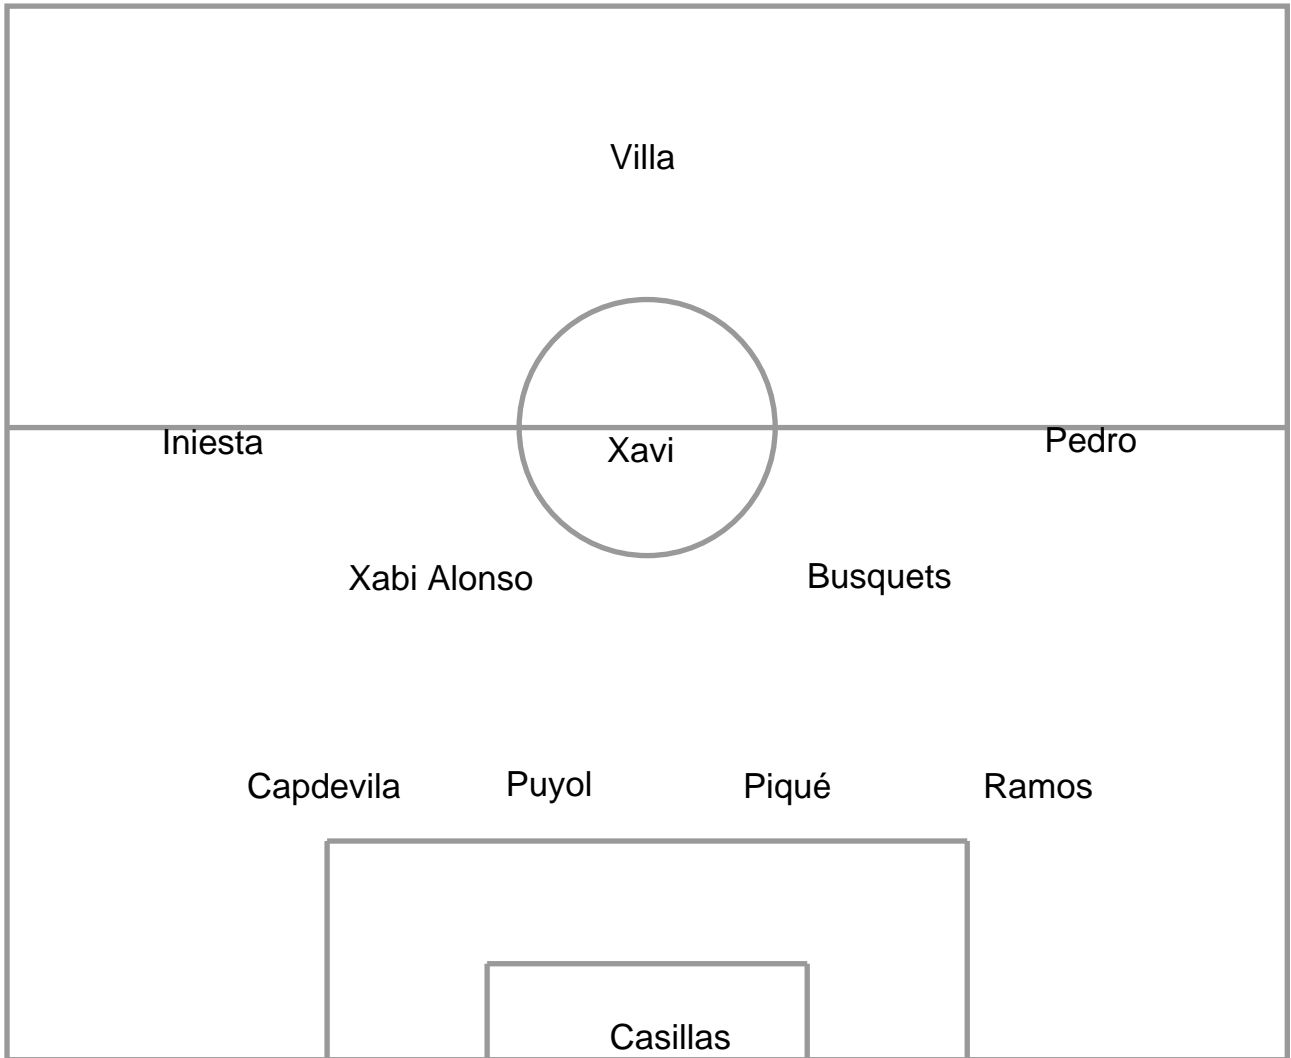 Villa
Iniesta
Xavi
Pedro
Xabi Alonso
Busquets
Capdevila
Puyol
Piqué
Ramos
Casillas